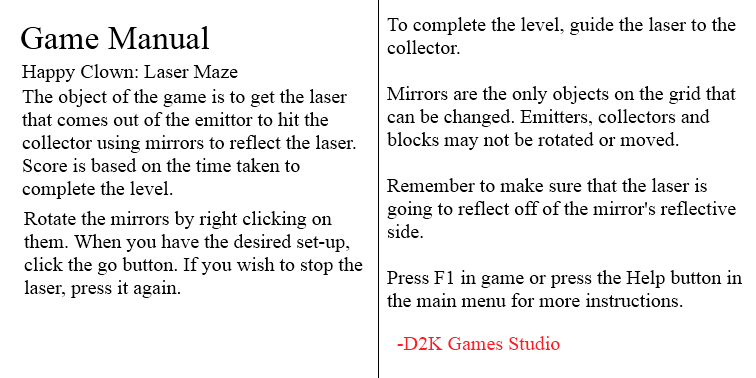 Game Manual
Happy Clown: Laser Maze
The object of the game is to get the laser
that comes out of the emittor to hit the
collector using mirrors to reflect the laser.
Score is based on the time taken to
complete the level.
Rotate the mirrors by right clicking on
them. When you have the desired set-up,
click the go button. If you wish to stop the
laser, press it again.
To complete the level, guide the laser to the
collector.
Mirrors are the only objects on the grid that
can be changed. Emitters, collectors and
blocks may not be rotated or moved.
Remember to make sure that the laser is
going to reflect off of the mirror's reflective
side.
Press F1 in game or press the Help button in
the main menu for more instructions.
-D2K Games Studio